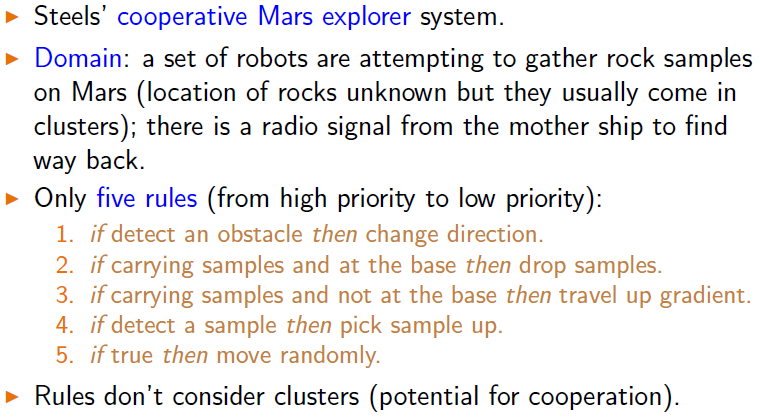 ▶ Steels’ cooperative Mars explorer system.
▶ Domain: a set of robots are attempting to gather rock samples
on Mars (location of rocks unknown but they usually come in
clusters); there is a radio signal from the mother ship to find
way back.
▶ Only five rules (from high priority to low priority):
1. if detect an obstacle then change direction.
2. if carrying samples and at the base then drop samples.
3. if carrying samples and not at the base then travel up gradient.
4. if detect a sample then pick sample up.
5. if true then move randomly.
▶ Rules don’t consider clusters (potential for cooperation).